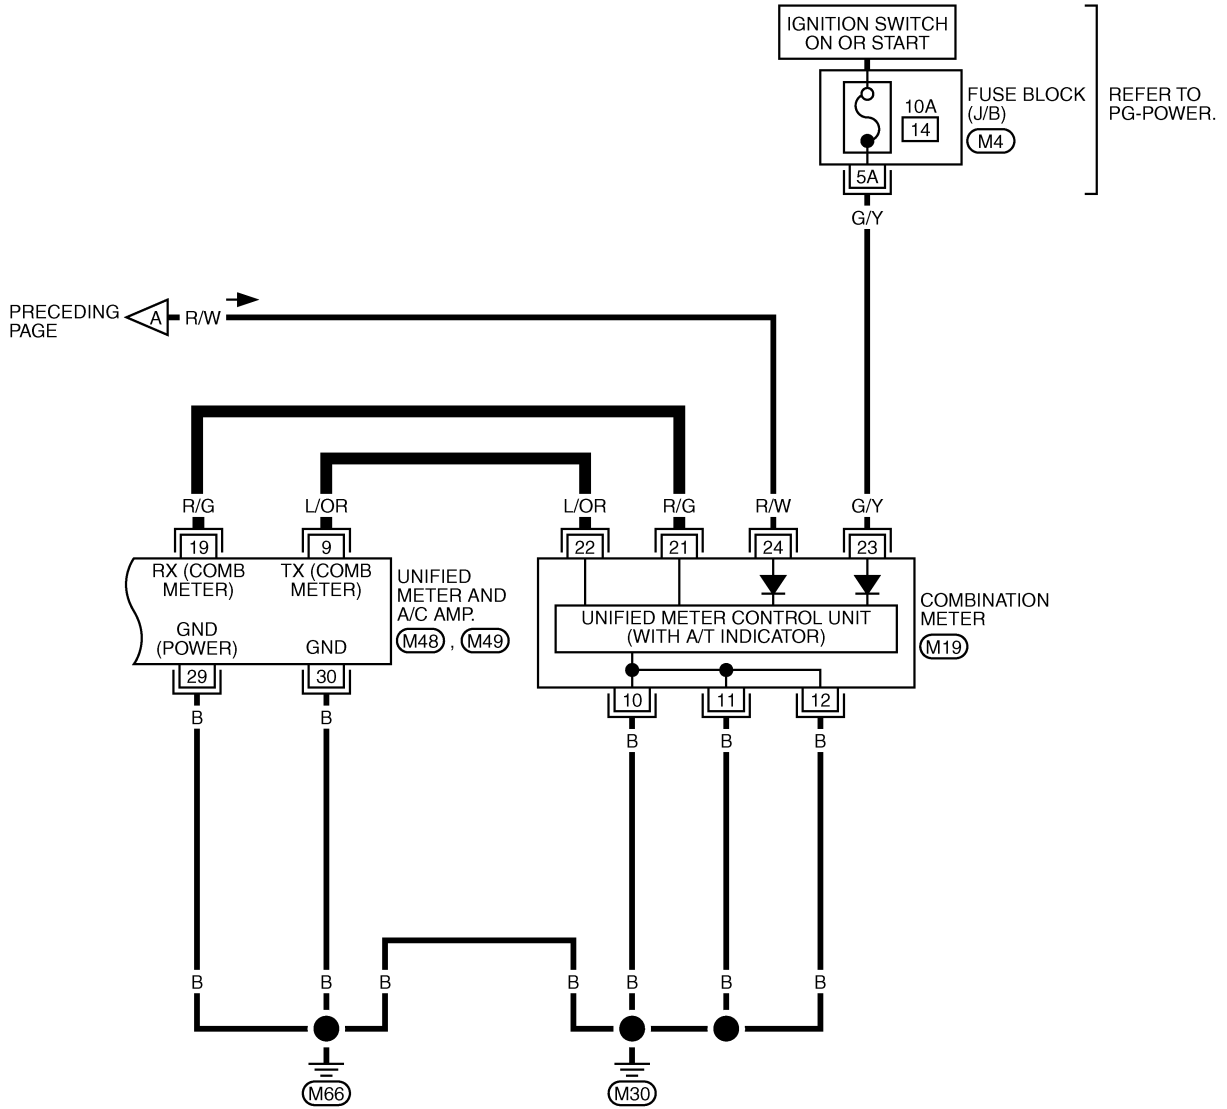 IGNITION SWITCH
ON OR START
FUSE BLOCK
(J/B)
M4
10A
14
REFER TO
PG-POWER.
5A
G/Y
PRECEDING
PAGE
A
R/W
R/G
L/OR
L/OR
R/G
R/W
G/Y
19
9
22
21
24
23
RX (COMB
METER)
TX (COMB
METER)
GND
(POWER)
GND
UNIFIED
METER AND
A/C AMP.
M48 , M49
UNIFIED METER CONTROL UNIT
(WITH A/T INDICATOR)
COMBINATION
METER
M19
29
30
10
11
12
B
B
B
B
B
B
B
B
B
B
B
B
M66
M30